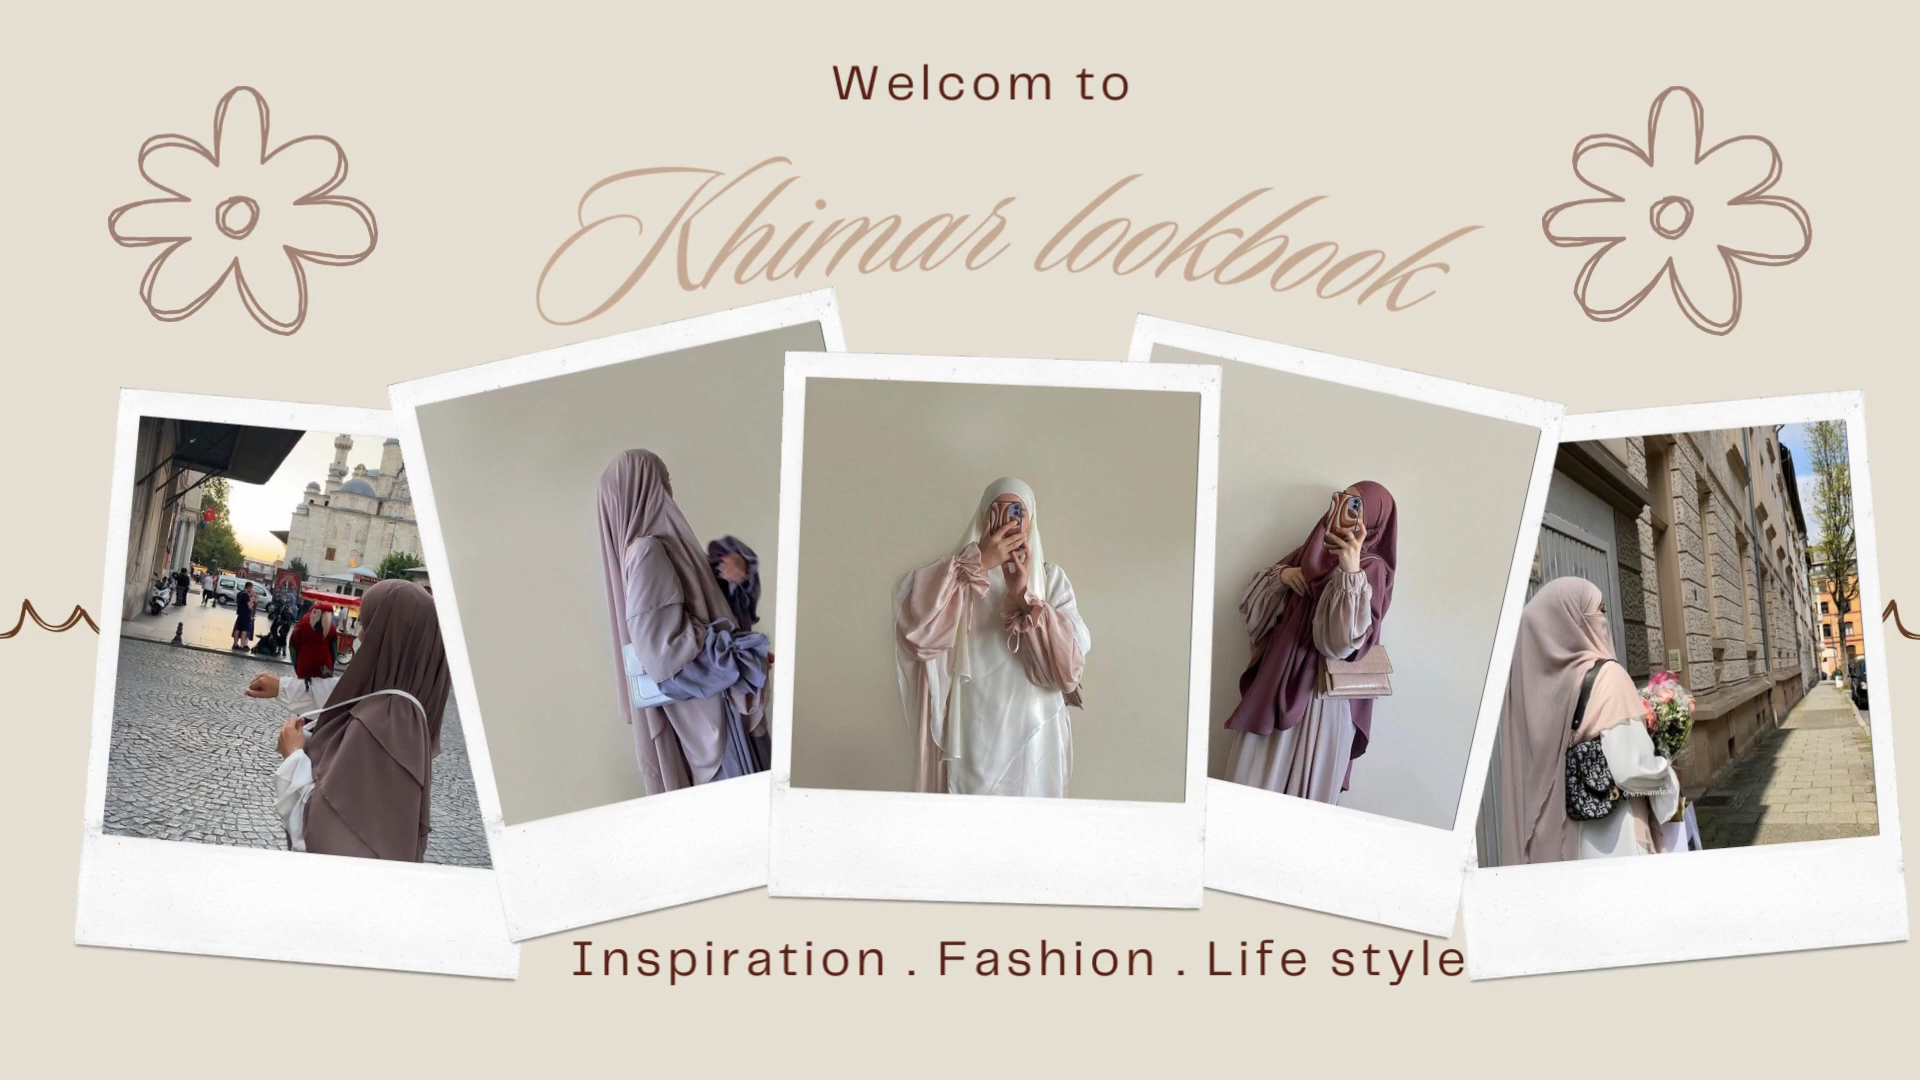 Welcom to
Khimar lookbook
Inspiration . Fashion . Life style